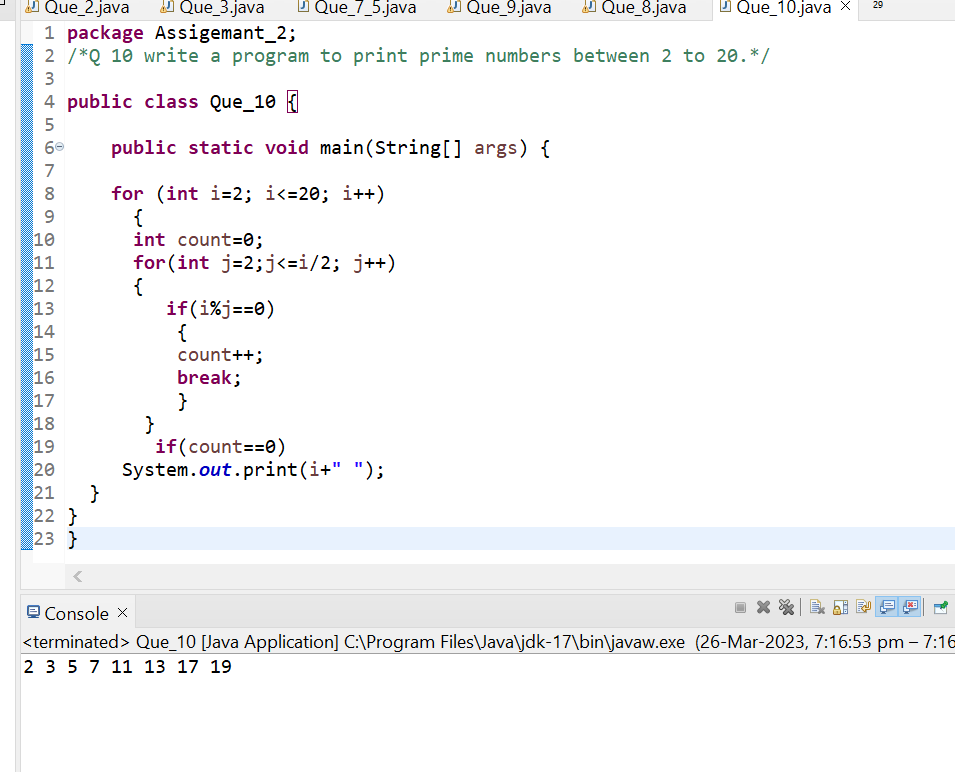 Que_2.java Que_3.java Que_7_5.java Que_9.java Que_8.java Que_10.java 29
1 package Assigemant_2;
2 /*Q 10 write a program to print prime numbers between 2 to 20.*/
3
4 public class Que_10 {
5
6 public static void main(String[] args) {
7
8 for (int i=2; i<=20; i++)
9 {
10 int count=0;
11 for(int j=2;j<=i/2; j++)
12 {
13 if(i%j==0)
14 {
15 count++;
16 break;
17 }
18 }
19 if(count==0)
20 System.out.print(i+" ");
21 }
22 }
23 }
Console
<terminated> Que_10 [Java Application] C:\Program Files\Java\jdk-17\bin\javaw.exe (26-Mar-2023, 7:16:53 pm – 7:16
2 3 5 7 11 13 17 19